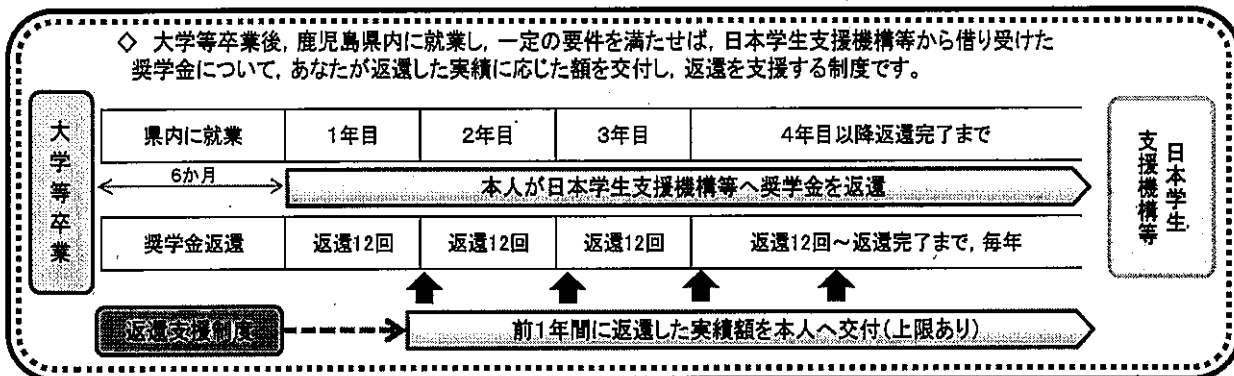 ◇ 大学等卒業後，鹿児島県内に就業し，一定の要件を満たせば，日本学生支援機構等から借り受けた
奨学金について，あなたが返還した実績に応じた額を交付し，返還を支援する制度です。
大学等卒業
県内に就業 1年目 2年目 3年目 4年目以降返還完了まで
6か月
本人が日本学生支援機構等へ奨学金を返還
奨学金返還 返還12回 返還12回 返還12回 返還12回～返還完了まで，毎年
返還支援制度
前1年間に返還した実績額を本人へ交付(上限あり)
日本学生
支援機構等